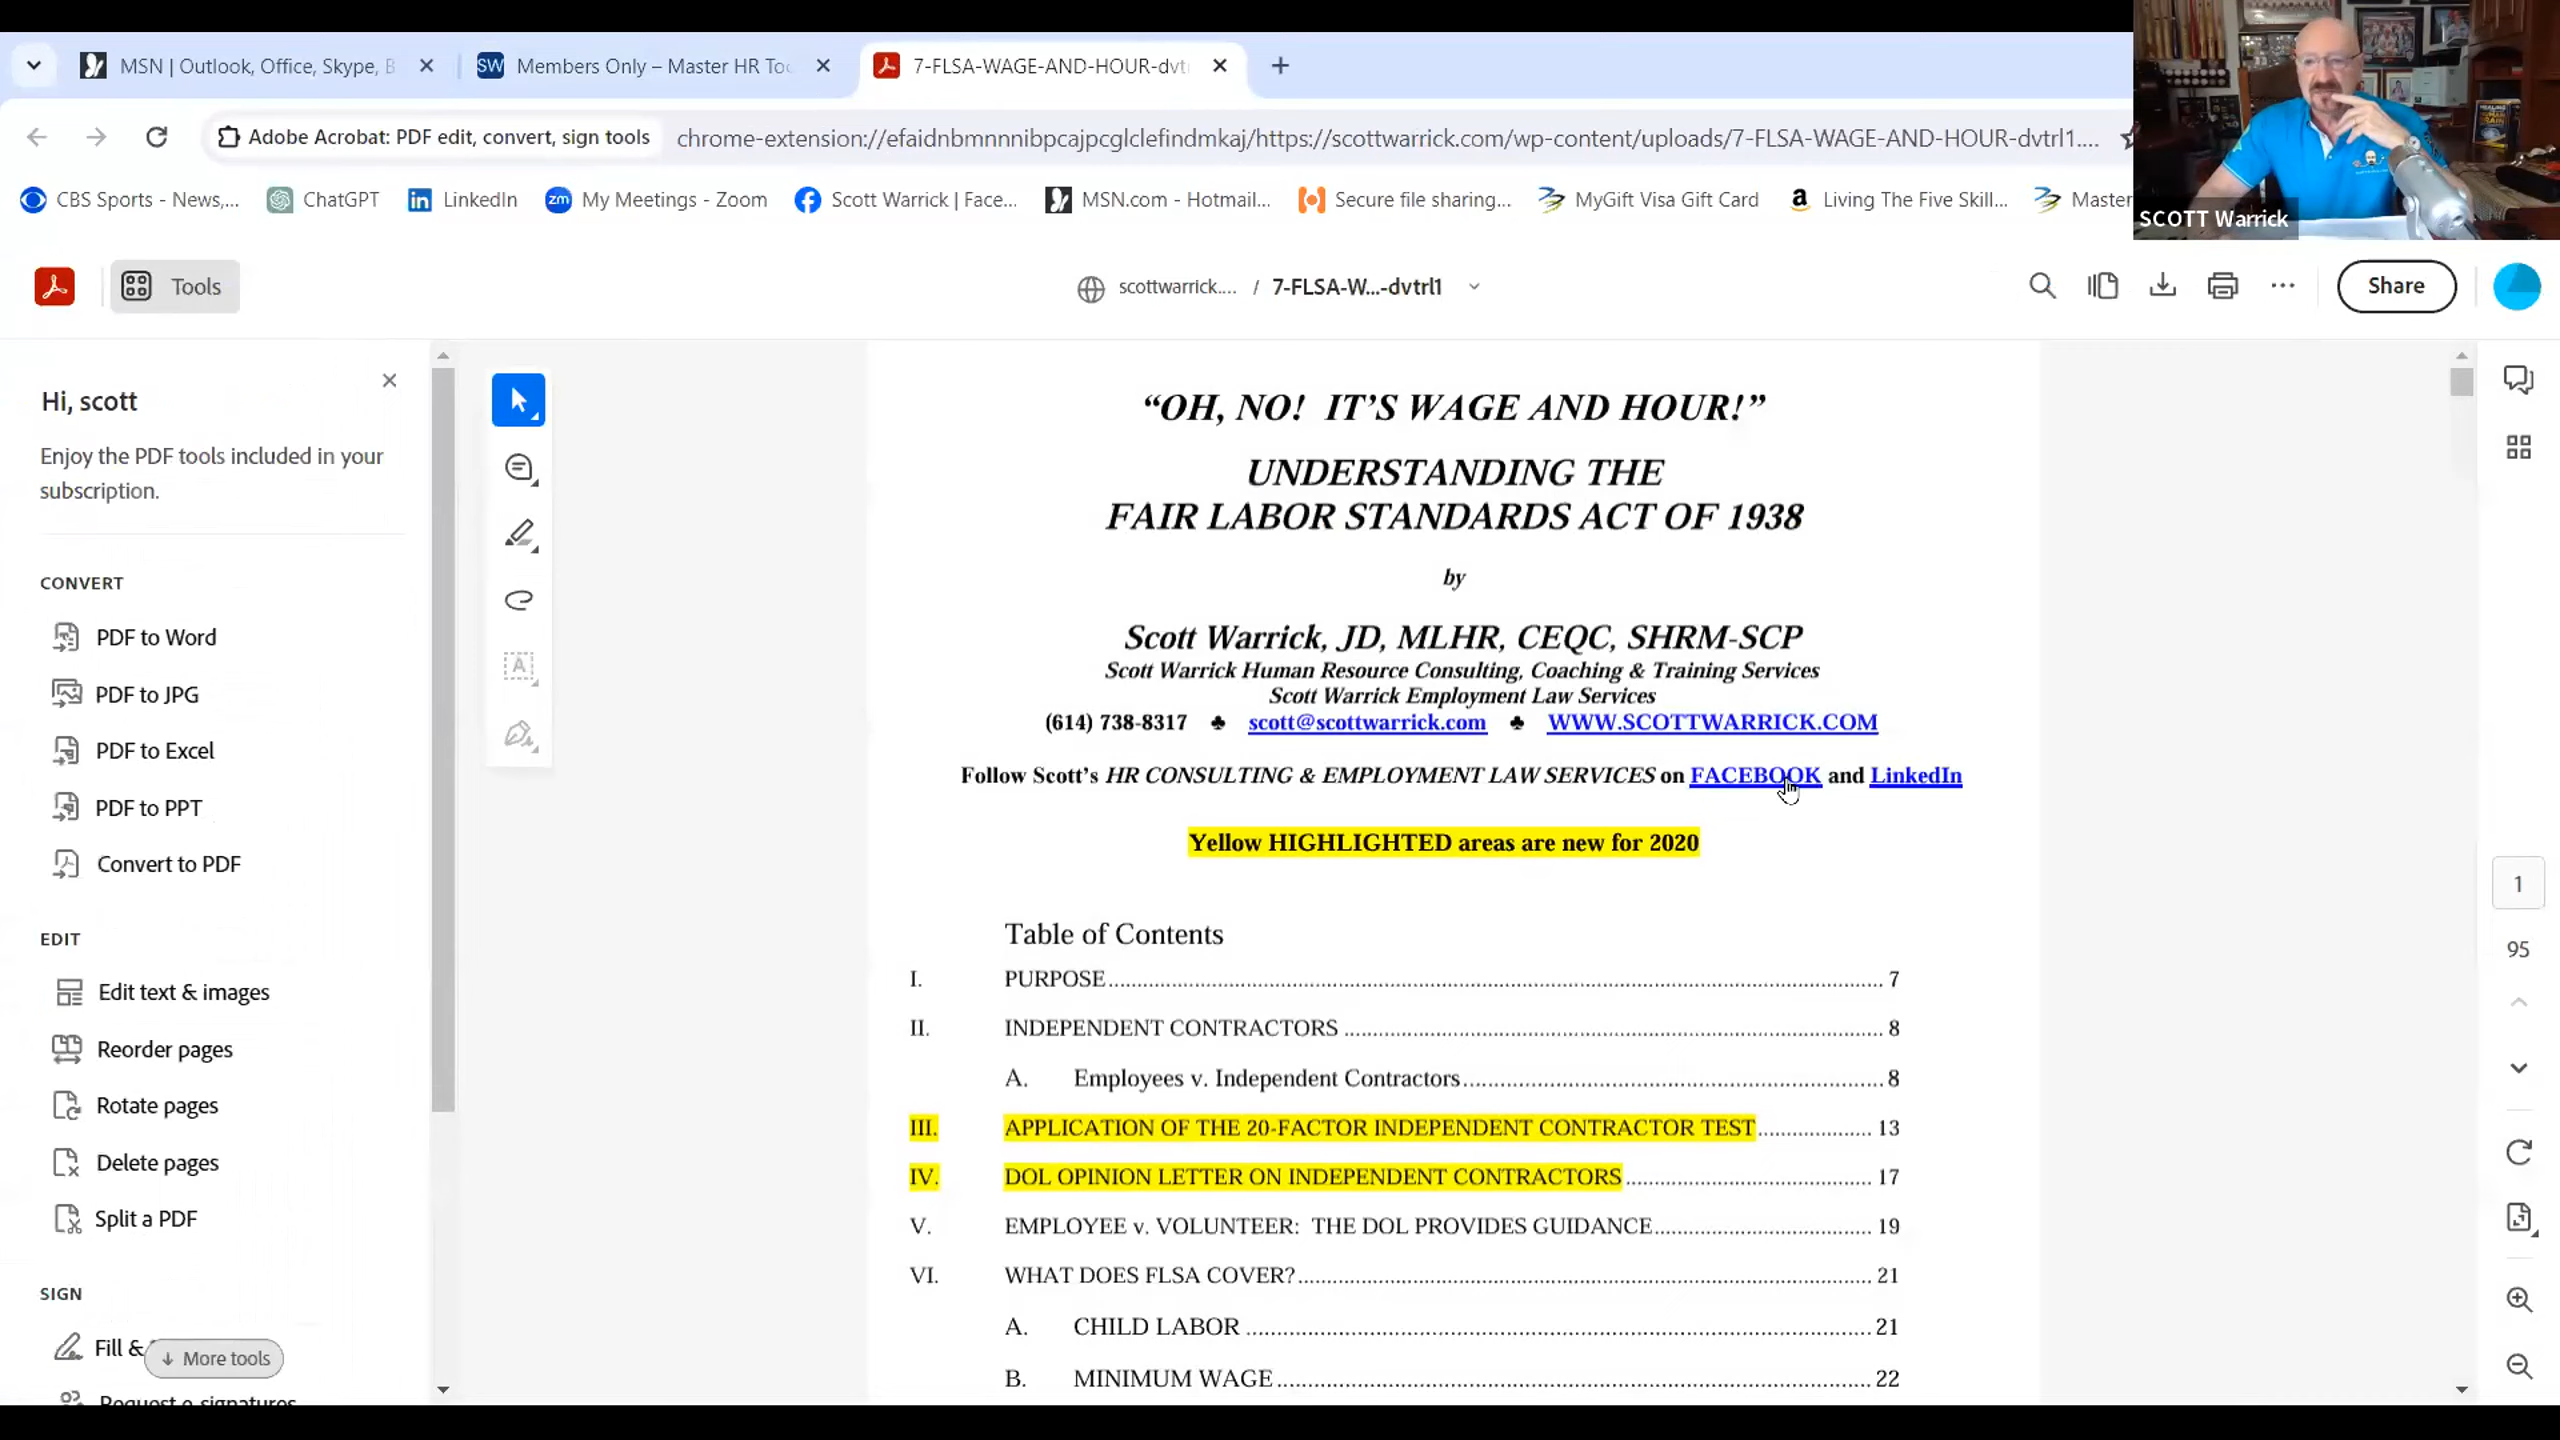 MSN | Outlook, Office, Skype, B
SW Members Only – Master HR Too
7-FLSA-WAGE-AND-HOUR-dvt
Adobe Acrobat: PDF edit, convert, sign tools
chrome-extension://efaidnbmnnnibpcajpcglclefindmkaj/https://scottwarrick.com/wp-content/uploads/7-FLSA-WAGE-AND-HOUR-dvtrl1....
CBS Sports - News,...
ChatGPT
LinkedIn
zm My Meetings - Zoom
Scott Warrick | Face...
MSN.com - Hotmail...
Secure file sharing...
MyGift Visa Gift Card
Living The Five Skill...
Master
SCOTT Warrick
Tools
scottwarrick.... / 7-FLSA-W...-dvtrl1
Share
Hi, scott
Enjoy the PDF tools included in your
subscription.
CONVERT
PDF to Word
PDF to JPG
PDF to Excel
PDF to PPT
Convert to PDF
EDIT
Edit text & images
Reorder pages
Rotate pages
Delete pages
Split a PDF
SIGN
Fill &
More tools
Request e-signatures
“OH, NO! IT’S WAGE AND HOUR!”
UNDERSTANDING THE
FAIR LABOR STANDARDS ACT OF 1938
by
Scott Warrick, JD, MLHR, CEQC, SHRM-SCP
Scott Warrick Human Resource Consulting, Coaching & Training Services
Scott Warrick Employment Law Services
(614) 738-8317 ♣ scott@scottwarrick.com ♣ WWW.SCOTTWARRICK.COM
Follow Scott’s HR CONSULTING & EMPLOYMENT LAW SERVICES on FACEBOOK and LinkedIn
Yellow HIGHLIGHTED areas are new for 2020
Table of Contents
I. PURPOSE 7
II. INDEPENDENT CONTRACTORS 8
A. Employees v. Independent Contractors 8
III. APPLICATION OF THE 20-FACTOR INDEPENDENT CONTRACTOR TEST 13
IV. DOL OPINION LETTER ON INDEPENDENT CONTRACTORS 17
V. EMPLOYEE v. VOLUNTEER: THE DOL PROVIDES GUIDANCE 19
VI. WHAT DOES FLSA COVER? 21
A. CHILD LABOR 21
B. MINIMUM WAGE 22
1
95